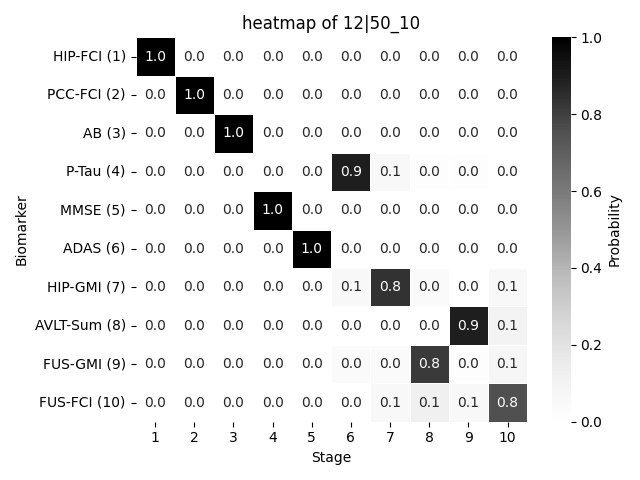 heatmap of 12|50_10
HIP-FCI (1) 1.0 0.0 0.0 0.0 0.0 0.0 0.0 0.0 0.0 0.0
PCC-FCI (2) 0.0 1.0 0.0 0.0 0.0 0.0 0.0 0.0 0.0 0.0
AB (3) 0.0 0.0 1.0 0.0 0.0 0.0 0.0 0.0 0.0 0.0
P-Tau (4) 0.0 0.0 0.0 0.0 0.0 0.9 0.1 0.0 0.0 0.0
MMSE (5) 0.0 0.0 0.0 1.0 0.0 0.0 0.0 0.0 0.0 0.0
ADAS (6) 0.0 0.0 0.0 0.0 1.0 0.0 0.0 0.0 0.0 0.0
HIP-GMI (7) 0.0 0.0 0.0 0.0 0.0 0.1 0.8 0.0 0.0 0.1
AVLT-Sum (8) 0.0 0.0 0.0 0.0 0.0 0.0 0.0 0.0 0.9 0.1
FUS-GMI (9) 0.0 0.0 0.0 0.0 0.0 0.0 0.0 0.8 0.0 0.1
FUS-FCI (10) 0.0 0.0 0.0 0.0 0.0 0.0 0.1 0.1 0.1 0.8
1 2 3 4 5 6 7 8 9 10
Stage
Biomarker
1.0
0.8
0.6
0.4
0.2
0.0
Probability